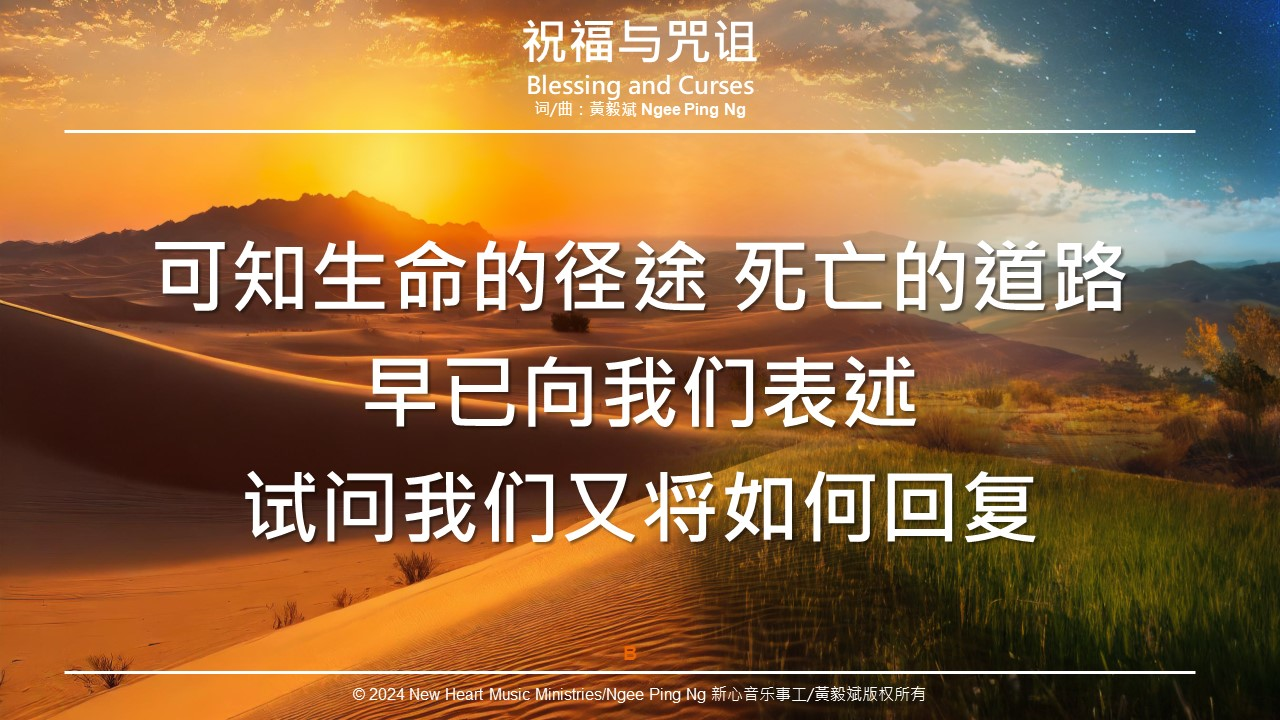 祝福与咒诅
Blessing and Curses
词/曲：黃毅斌 Ngee Ping Ng
可知生命的径途 死亡的道路
早已向我们表述
试问我们又将如何回复
B
© 2024 New Heart Music Ministries/Ngee Ping Ng 新心音乐事工/黃毅斌版权所有